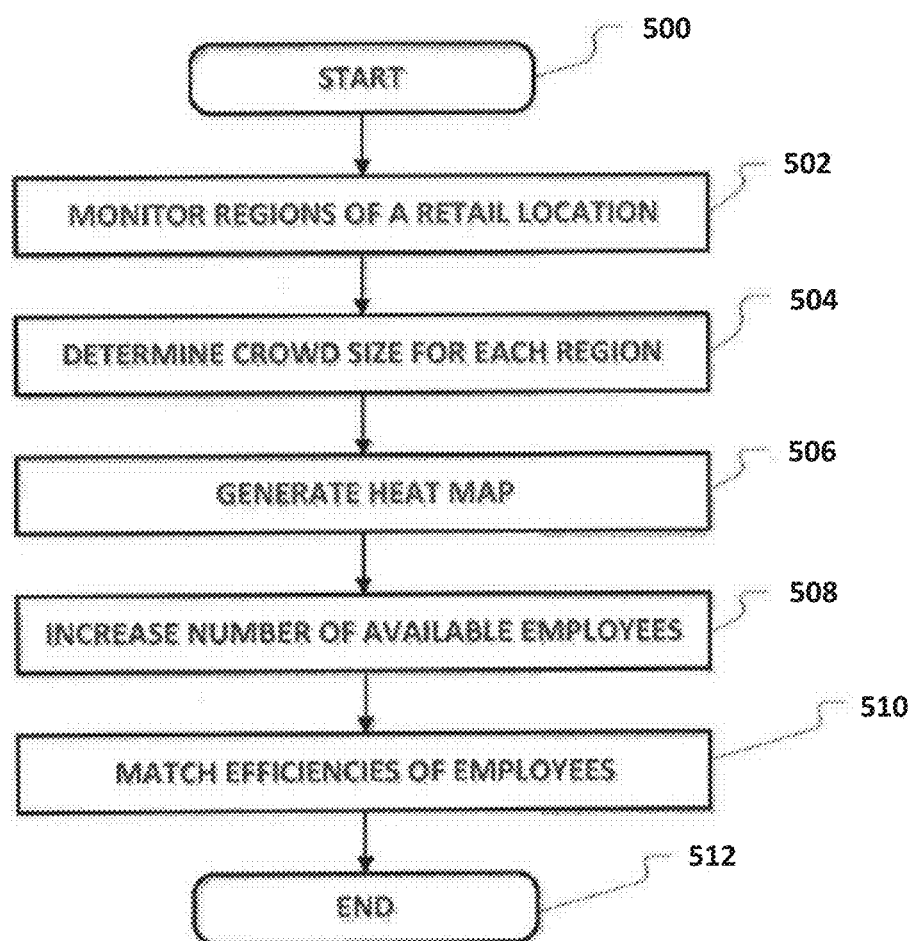 500
START
502
MONITOR REGIONS OF A RETAIL LOCATION
504
DETERMINE CROWD SIZE FOR EACH REGION
506
GENERATE HEAT MAP
508
INCREASE NUMBER OF AVAILABLE EMPLOYEES
510
MATCH EFFICIENCIES OF EMPLOYEES
512
END